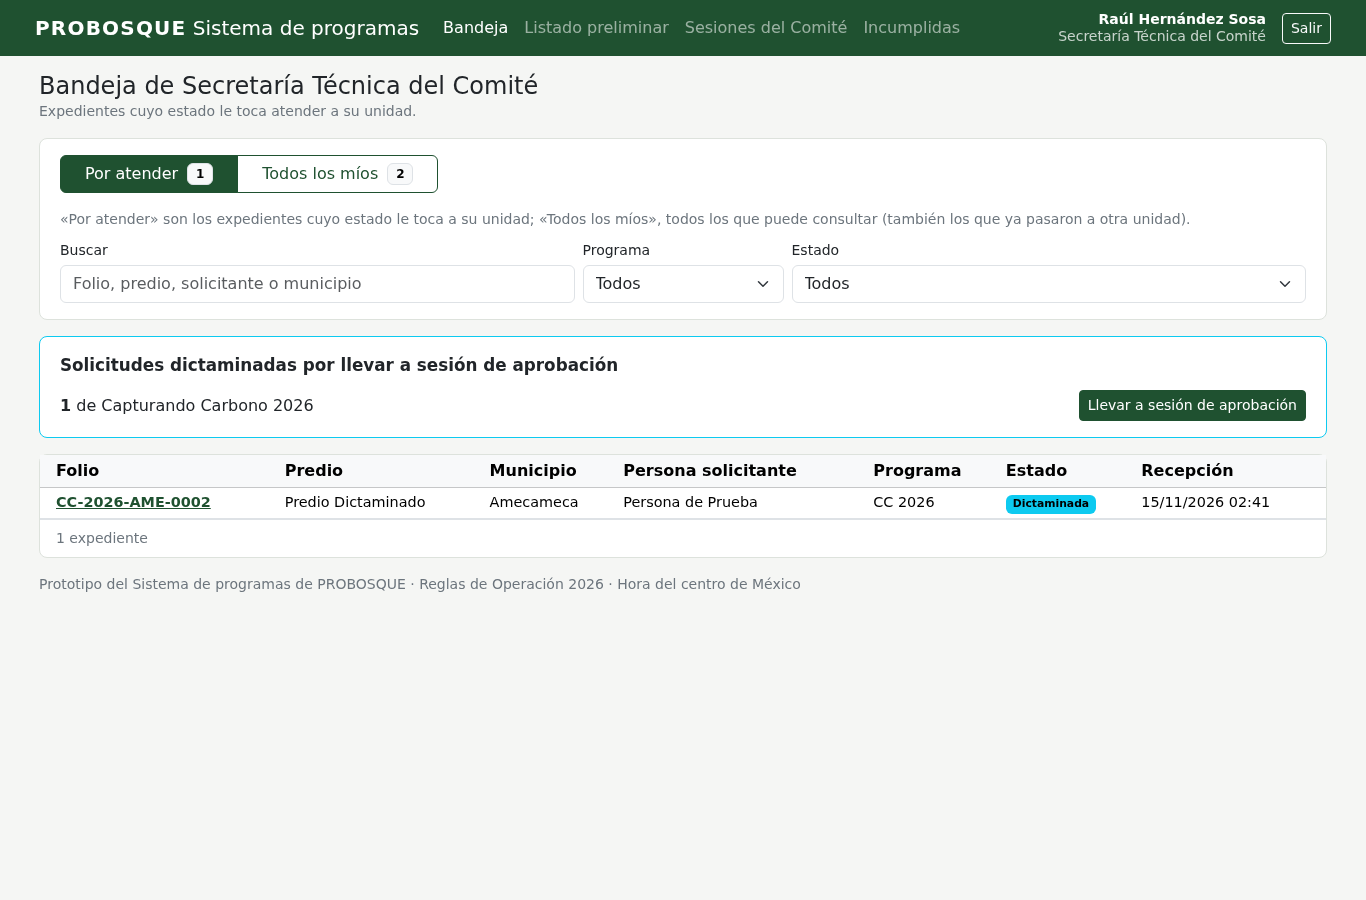 PROBOSQUE Sistema de programas Bandeja Listado preliminar Sesiones del Comité Incumplidas Raúl Hernández Sosa Salir
Secretaría Técnica del Comité
Bandeja de Secretaría Técnica del Comité
Expedientes cuyo estado le toca atender a su unidad.
Por atender 1 Todos los míos 2
«Por atender» son los expedientes cuyo estado le toca a su unidad; «Todos los míos», todos los que puede consultar (también los que ya pasaron a otra unidad).
Buscar Programa Estado
Folio, predio, solicitante o municipio Todos Todos
Solicitudes dictaminadas por llevar a sesión de aprobación
1 de Capturando Carbono 2026 Llevar a sesión de aprobación
Folio Predio Municipio Persona solicitante Programa Estado Recepción
CC-2026-AME-0002 Predio Dictaminado Amecameca Persona de Prueba CC 2026 Dictaminada 15/11/2026 02:41
1 expediente
Prototipo del Sistema de programas de PROBOSQUE · Reglas de Operación 2026 · Hora del centro de México